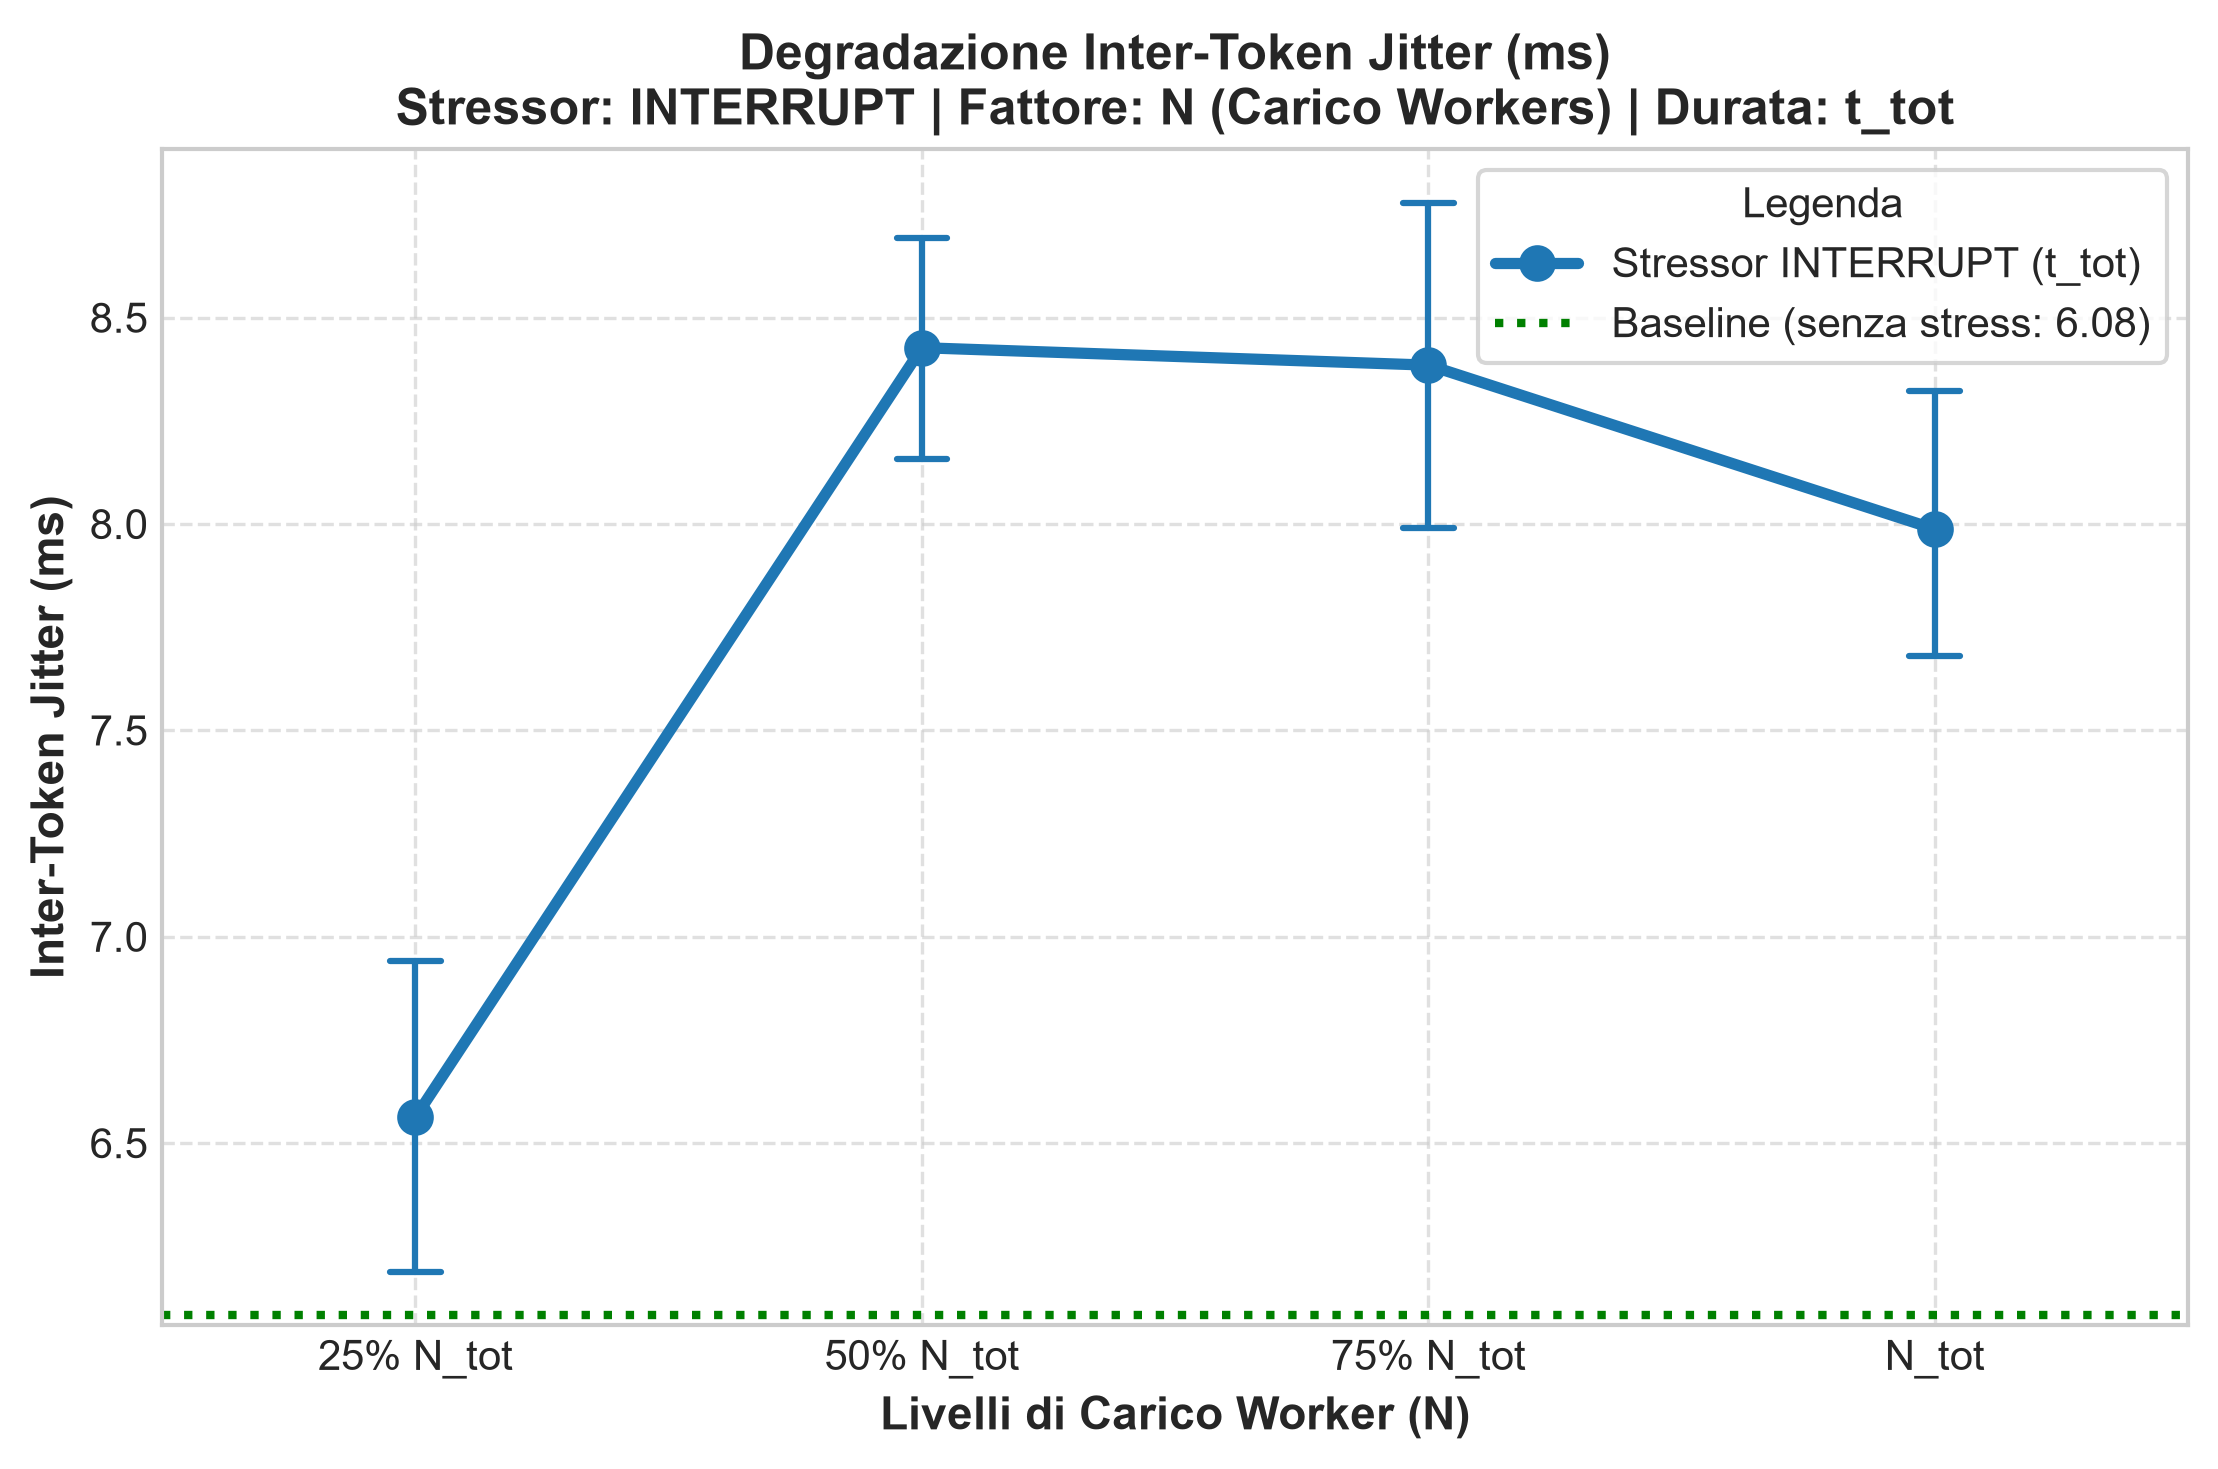 Degradazione Inter-Token Jitter (ms)
Stressor: INTERRUPT | Fattore: N (Carico Workers) | Durata: t_tot
Legenda
Stressor INTERRUPT (t_tot)
Baseline (senza stress: 6.08)
Inter-Token Jitter (ms)
8.5
8.0
7.5
7.0
6.5
25% N_tot
50% N_tot
75% N_tot
N_tot
Livelli di Carico Worker (N)